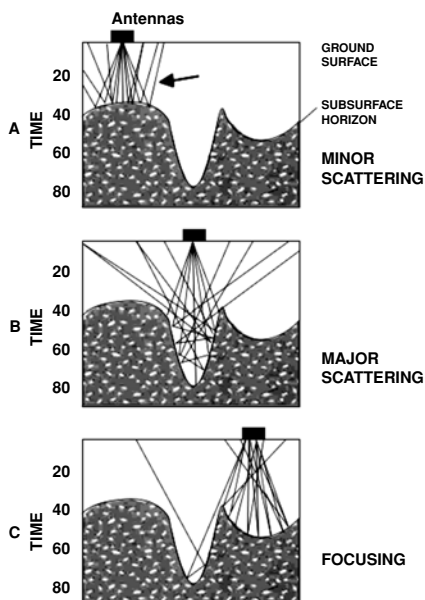 Antennas
GROUND
SURFACE
20
40
60
80
A
TIME
SUBSURFACE
HORIZON
MINOR
SCATTERING
20
40
60
80
B
TIME
MAJOR
SCATTERING
20
40
60
80
C
TIME
FOCUSING